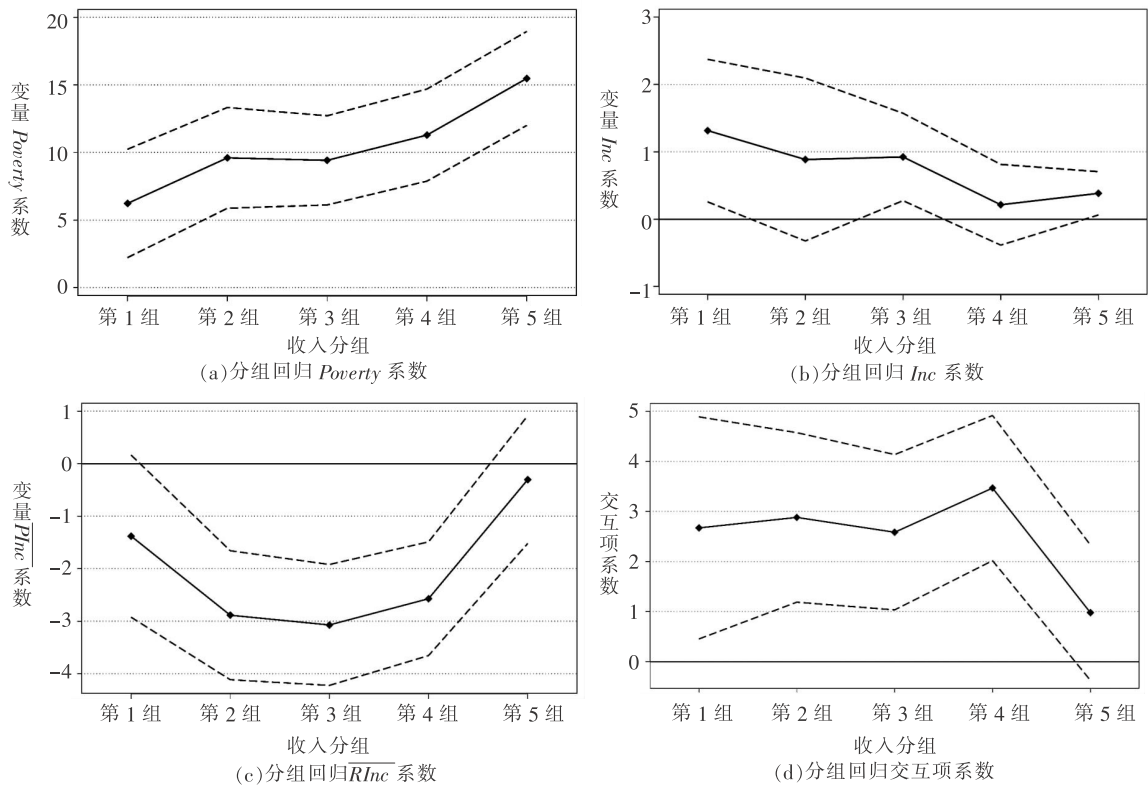 变量 Poverty 系数
20
15
10
5
0
第 1 组 第 2 组 第 3 组 第 4 组 第 5 组
收入分组
(a)分组回归 Poverty 系数
变量 Inc 系数
3
2
1
0
-1
第 1 组 第 2 组 第 3 组 第 4 组 第 5 组
收入分组
(b)分组回归 Inc 系数
变量 PInc 系数
1
0
-1
-2
-3
-4
第 1 组 第 2 组 第 3 组 第 4 组 第 5 组
收入分组
(c)分组回归 RInc 系数
交互项系数
5
4
3
2
1
0
第 1 组 第 2 组 第 3 组 第 4 组 第 5 组
收入分组
(d)分组回归交互项系数